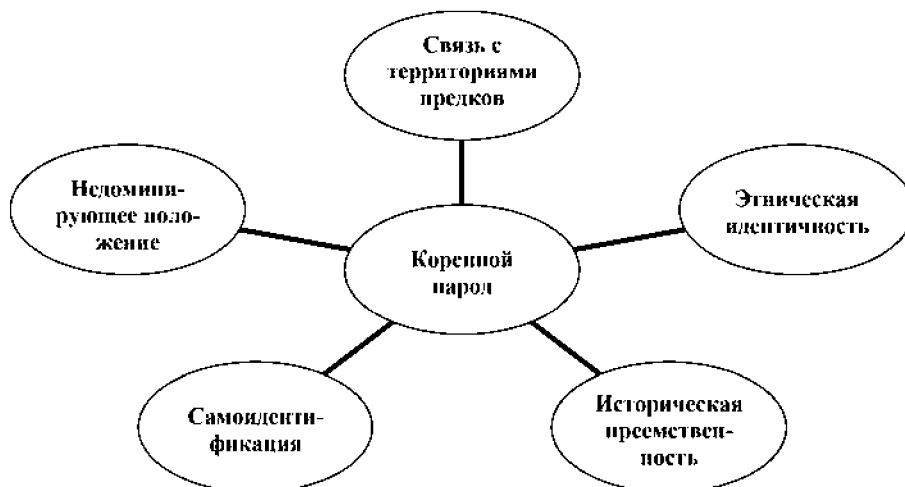 Связь с
территориями
предков
Недомини-
рующее поло-
жение
Этническая
идентичность
Коренной
народ
Самоиденти-
фикация
Историческая
преемствен-
ность